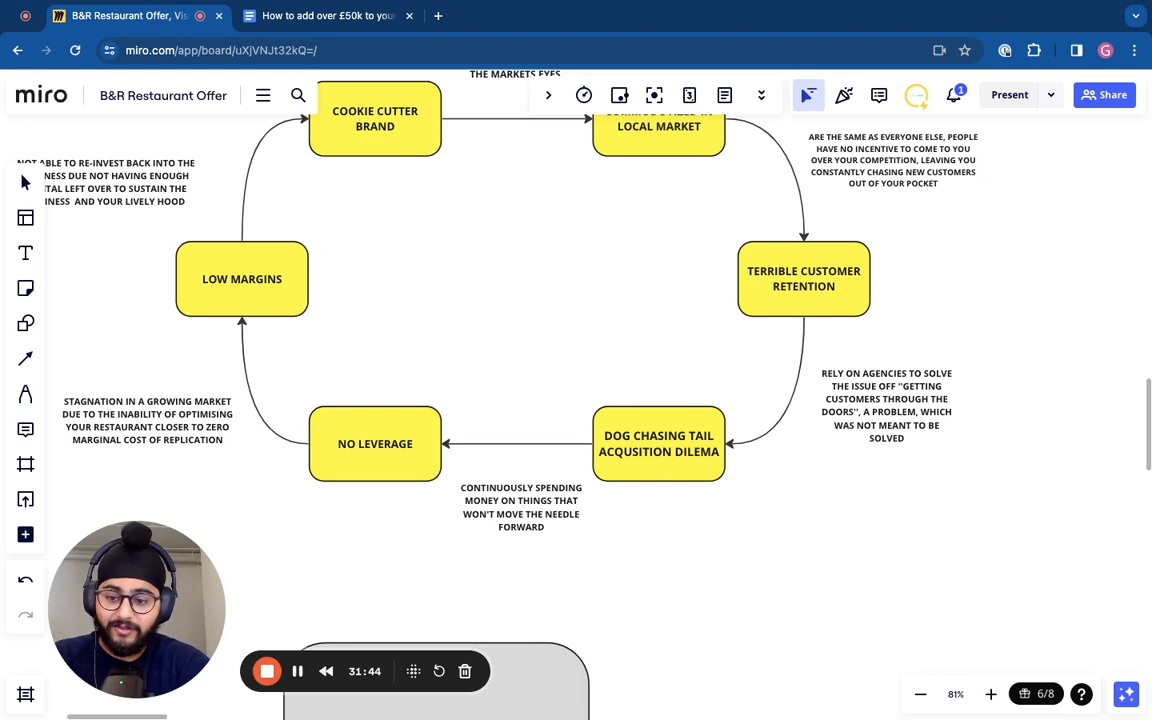 B&R Restaurant Offer, Vis
How to add over £50k to your
miro.com/app/board/uXjVNJt32kQ=/
G
THE MARKETS EYES
miro
B&R Restaurant Offer
3
1
Present
Share
COOKIE CUTTER
BRAND
LOCAL MARKET
ARE THE SAME AS EVERYONE ELSE, PEOPLE
HAVE NO INCENTIVE TO COME TO YOU
OVER YOUR COMPETITION, LEAVING YOU
CONSTANTLY CHASING NEW CUSTOMERS
OUT OF YOUR POCKET
NOT ABLE TO RE-INVEST BACK INTO THE
NESS DUE NOT HAVING ENOUGH
TAL LEFT OVER TO SUSTAIN THE
INESS AND YOUR LIVELY HOOD
LOW MARGINS
TERRIBLE CUSTOMER
RETENTION
RELY ON AGENCIES TO SOLVE
THE ISSUE OFF "GETTING
CUSTOMERS THROUGH THE
DOORS", A PROBLEM, WHICH
WAS NOT MEANT TO BE
SOLVED
STAGNATION IN A GROWING MARKET
DUE TO THE INABILITY OF OPTIMISING
YOUR RESTAURANT CLOSER TO ZERO
MARGINAL COST OF REPLICATION
NO LEVERAGE
DOG CHASING TAIL
ACQUSITION DILEMA
CONTINUOUSLY SPENDING
MONEY ON THINGS THAT
WON'T MOVE THE NEEDLE
FORWARD
31:44
81%
6/8